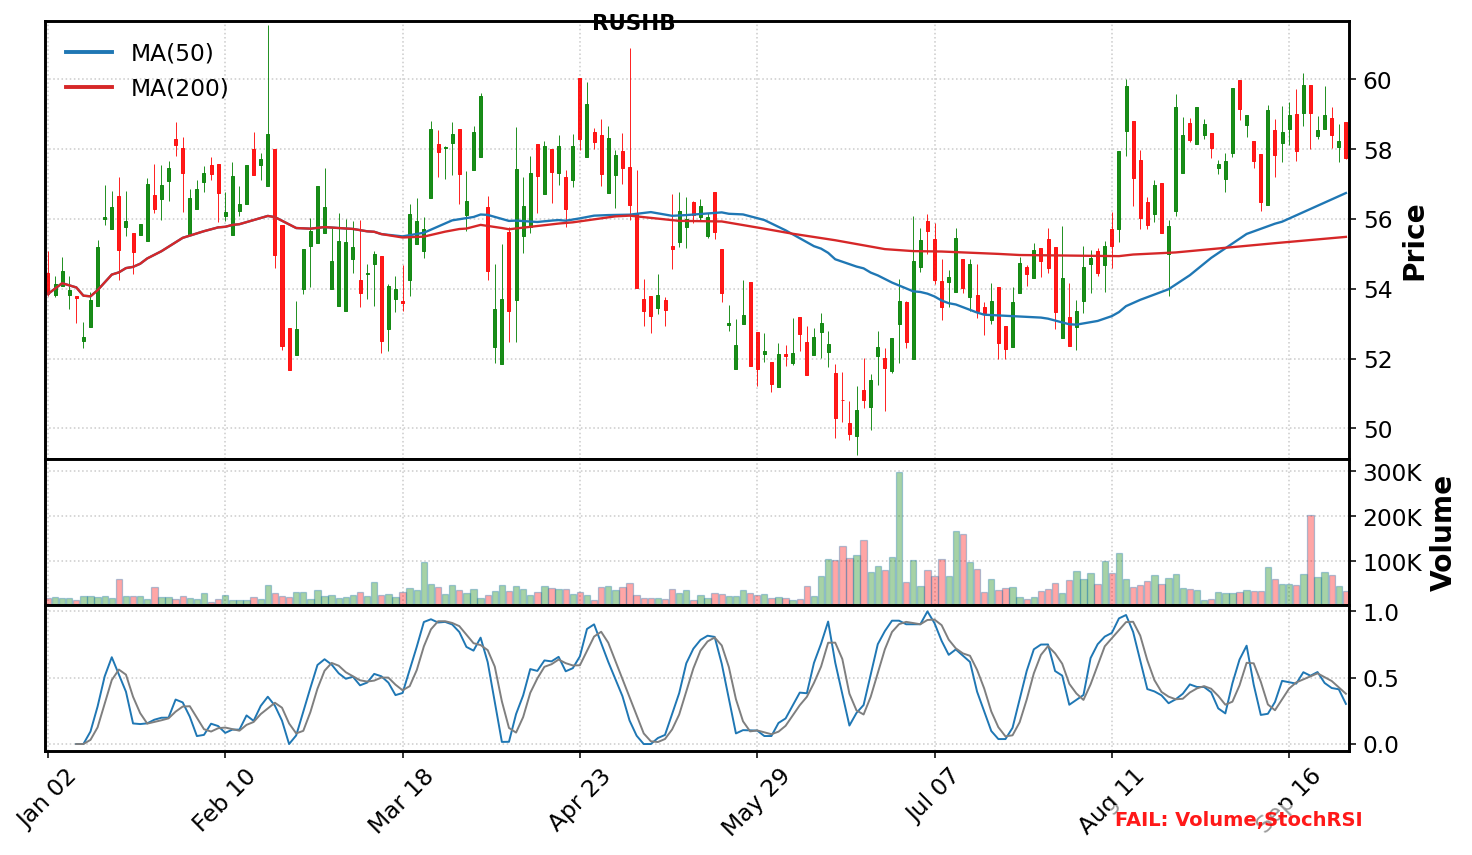 RUSHB
MA(50)
MA(200)
60
58
56
54
52
50
Price
300K
200K
100K
Volume
1.0
0.5
0.0
Jan 02
Feb 10
Mar 18
Apr 23
May 29
Jul 07
Aug 11
Sep 16
FAIL: Volume,StochRSI